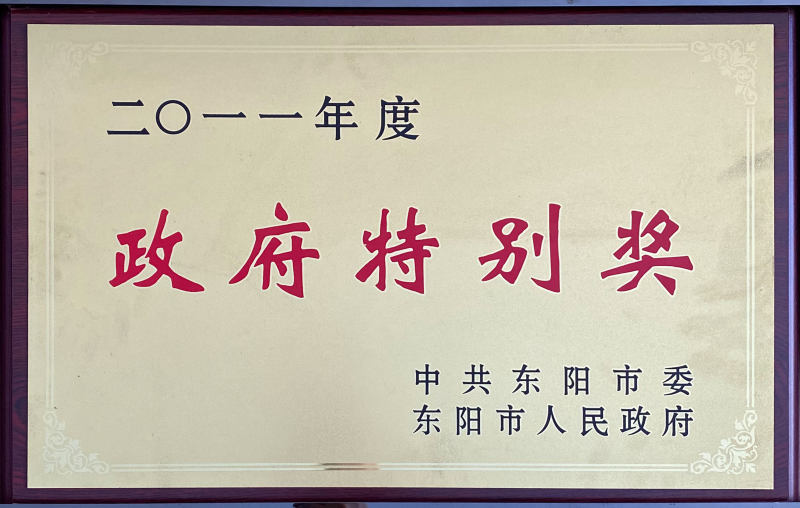 二〇一一年度
政府特别奖
中共东阳市委
东阳市人民政府